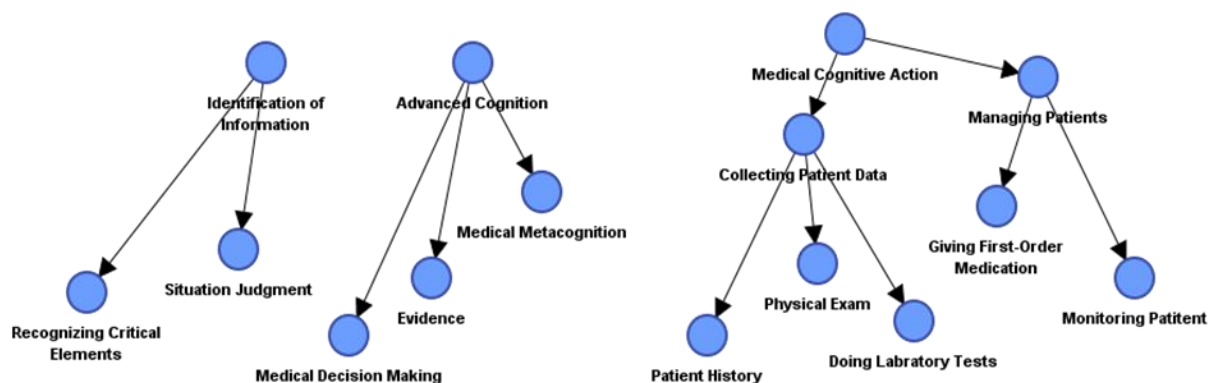 Identification of
Information
Advanced Cognition
Medical Cognitive Action
Managing Patients
Collecting Patient Data
Medical Metacognition
Giving First-Order
Medication
Situation Judgment
Physical Exam
Evidence
Monitoring Patitent
Recognizing Critical
Elements
Medical Decision Making
Patient History
Doing Labratory Tests